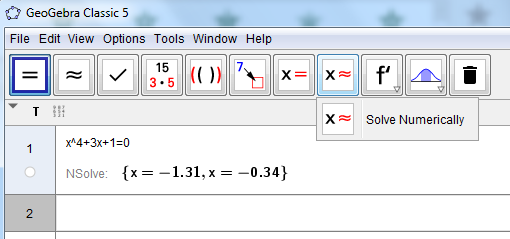 GeoGebra Classic 5
File Edit View Options Tools Window Help
= ≈ ✓ 15 3·5 (( )) 7 x= x≈ f'
x≈ Solve Numerically
T
1 x^4+3x+1=0
NSolve: {x = −1.31, x = −0.34}
2